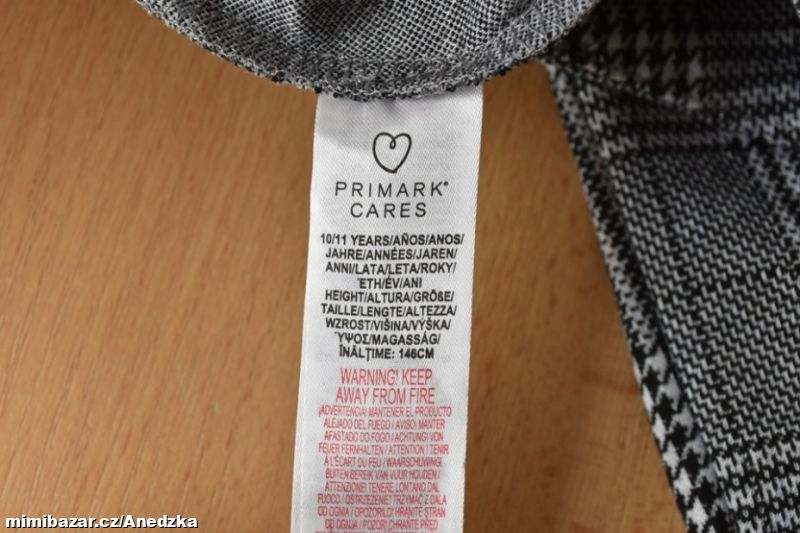 PRIMARK®
CARES
10/11 YEARS/AÑOS/ANOS/
JAHRE/ANNÉES/JAREN/
ANNI/LATA/LETA/ROKY/
ΈΤΗ/ÉV/ANI
HEIGHT/ALTURA/GRÖßE/
TAILLE/LENGTE/ALTEZZA/
WZROST/VIŠINA/VÝŠKA/
ΎΨΟΣ/MAGASSÁG/
ÎNĂLŢIME: 146CM
WARNING! KEEP
AWAY FROM FIRE
¡ADVERTENCIA! MANTENER EL PRODUCTO
ALEJADO DEL FUEGO / AVISO! MANTER
AFASTADO DO FOGO / ACHTUNG! VON
FEUER FERNHALTEN / ATTENTION ! TENIR
À L'ÉCART DU FEU / WAARSCHUWING!
BUITEN BEREIK VAN VUUR HOUDEN /
ATTENZIONE! TENERE LONTANO DAL
FUOCO / OSTRZEŻENIE! TRZYMAĆ Z DALA
OD OGNIA / OPOZORILO! HRANITE STRAN
OD OGNJA / POZOR! CHRAŇTE PŘED
mimibazar.cz/Anedzka